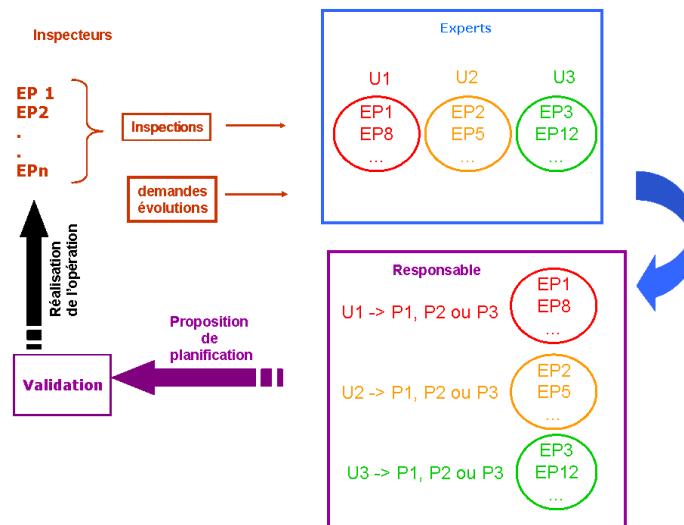 Inspecteurs
EP 1
EP2
.
.
EPn
Inspections
demandes
évolutions
Experts
U1 U2 U3
EP1 EP2 EP3
EP8 EP5 EP12
... ... ...
Réalisation
de l'opération
Validation
Proposition
de
planification
Responsable
EP1
U1 -> P1, P2 ou P3 EP8
...
EP2
U2 -> P1, P2 ou P3 EP5
...
EP3
U3 -> P1, P2 ou P3 EP12
...